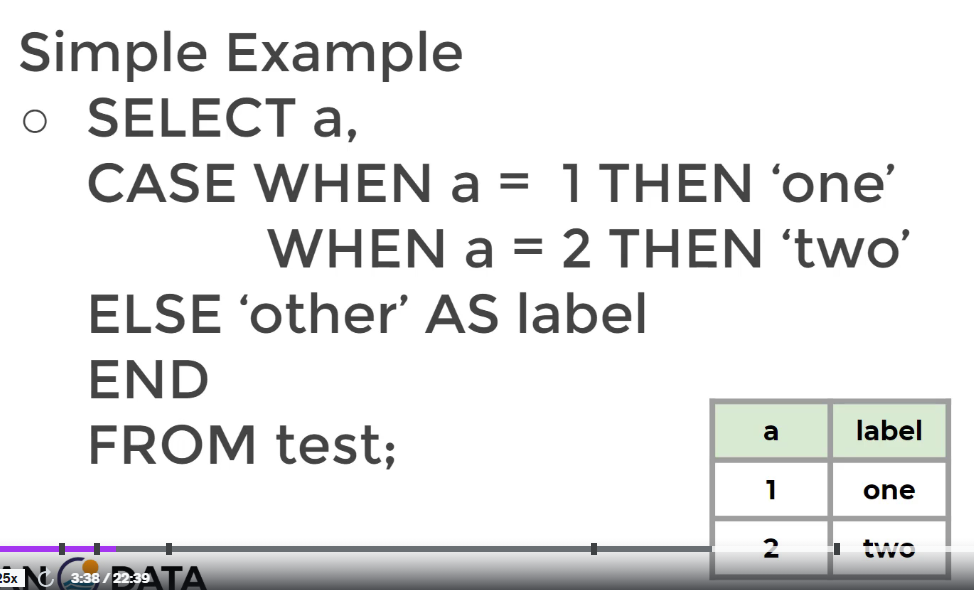 Simple Example
○ SELECT a,
CASE WHEN a = 1 THEN ‘one’
WHEN a = 2 THEN ‘two’
ELSE ‘other’ AS label
END
FROM test;
a label
1 one
2 two
25x 3:38 / 22:39
AN DATA